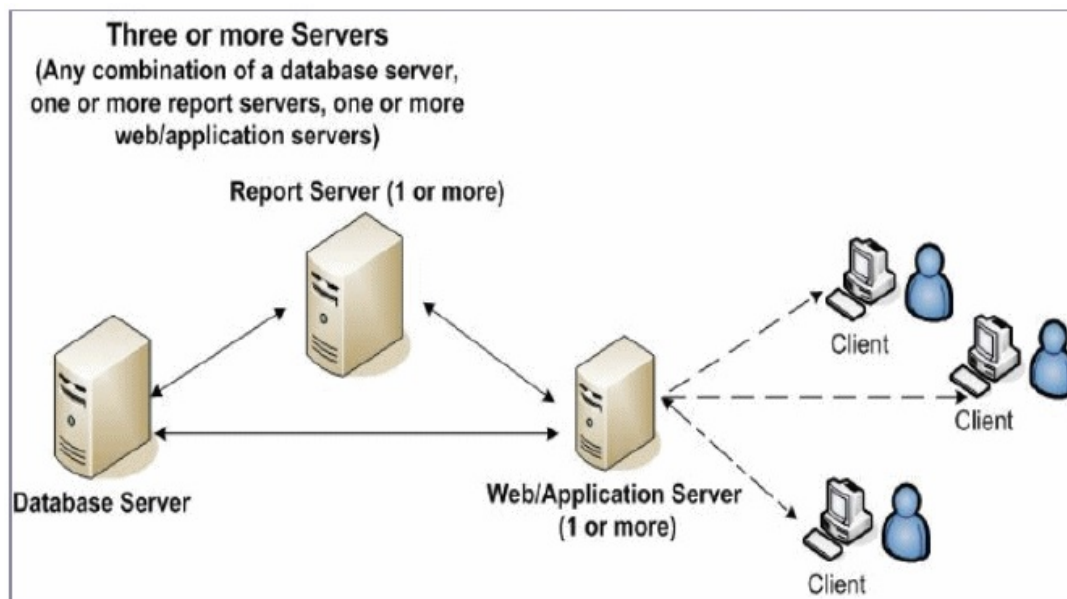 Three or more Servers
(Any combination of a database server,
one or more report servers, one or more
web/application servers)
Report Server (1 or more)
Client
Client
Database Server
Web/Application Server
(1 or more)
Client